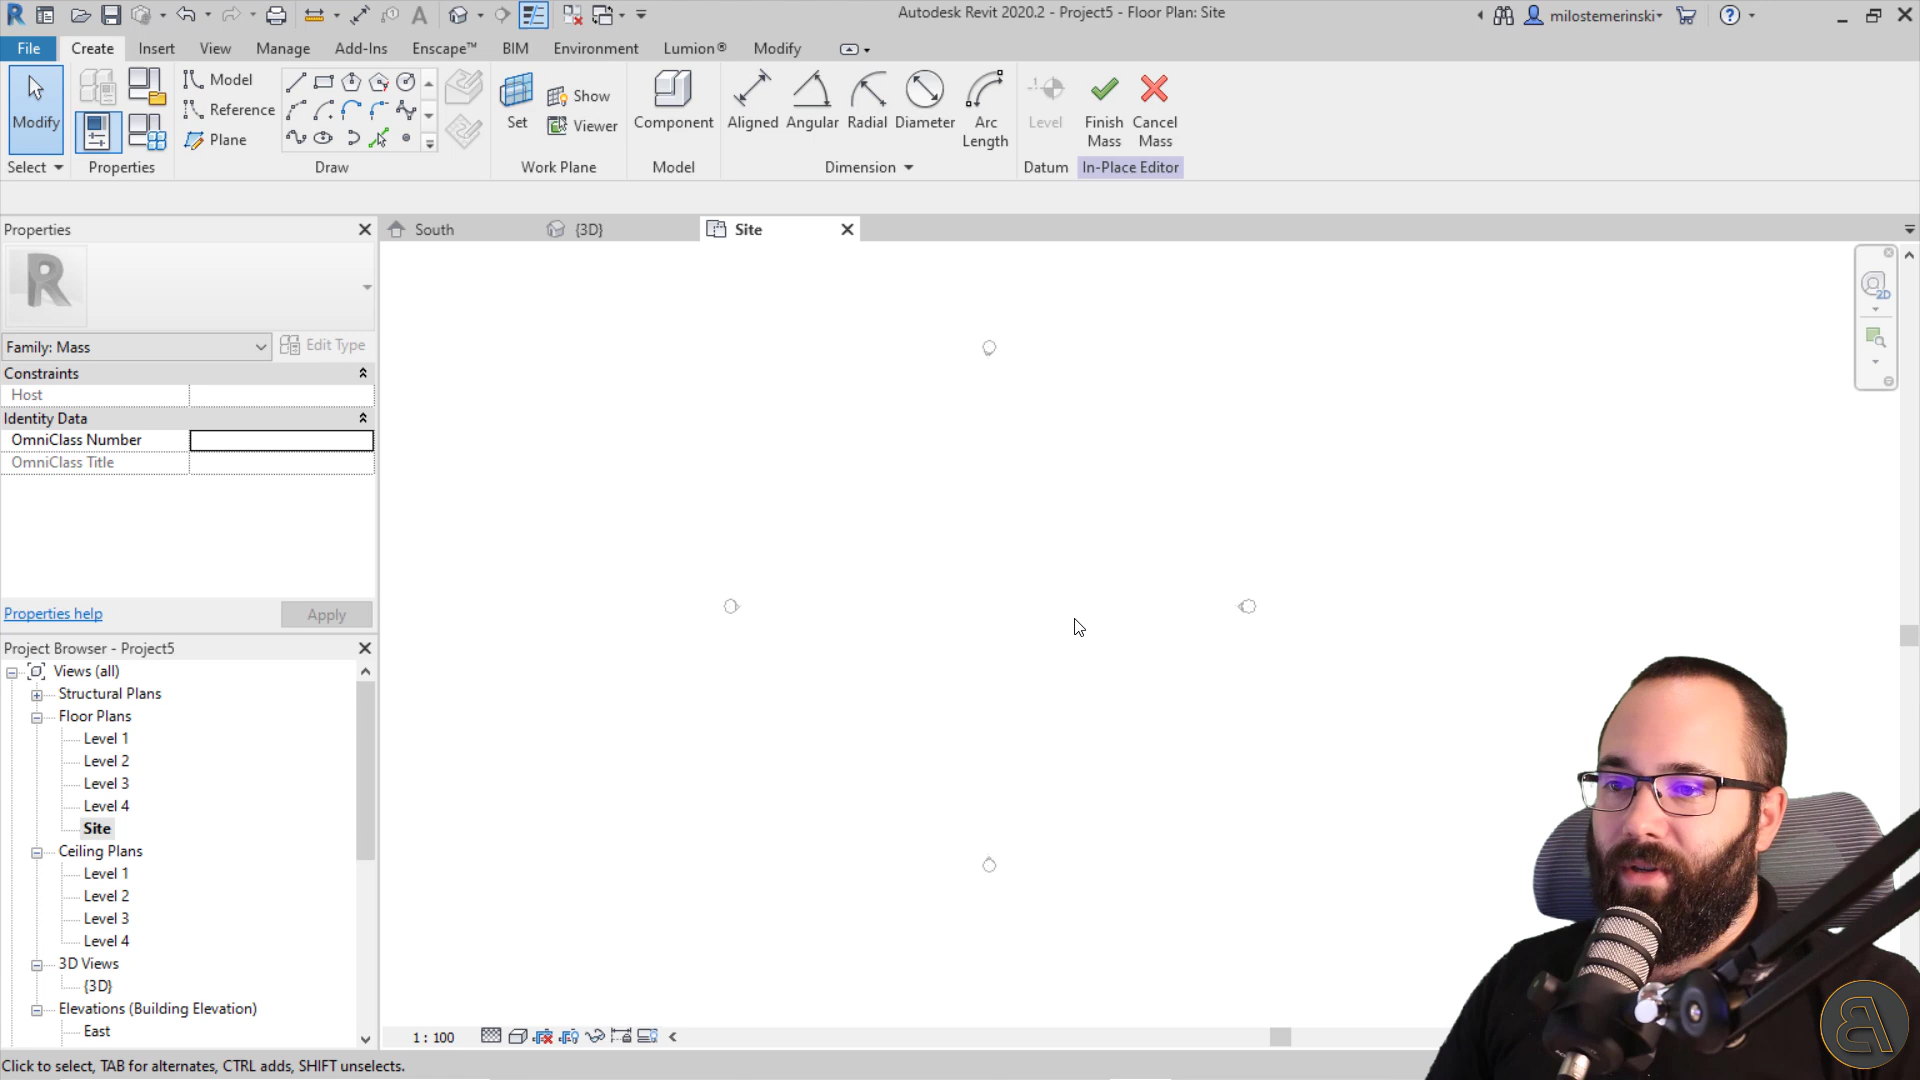 Autodesk Revit 2020.2 - Project5 - Floor Plan: Site
milostemerinski
File Create Insert View Manage Add-Ins Enscape™ BIM Environment Lumion® Modify
Modify
Select
Properties
Model
Reference
Plane
Draw
Set
Show
Viewer
Work Plane
Component
Model
Aligned Angular Radial Diameter Arc Length
Dimension
Level
Datum
Finish Mass
Cancel Mass
In-Place Editor
Properties
South
{3D}
Site
R
2D
Family: Mass
Edit Type
Constraints
Host
Identity Data
OmniClass Number
OmniClass Title
Properties help
Apply
Project Browser - Project5
Views (all)
Structural Plans
Floor Plans
Level 1
Level 2
Level 3
Level 4
Site
Ceiling Plans
Level 1
Level 2
Level 3
Level 4
3D Views
{3D}
Elevations (Building Elevation)
East
1 : 100
Click to select, TAB for alternates, CTRL adds, SHIFT unselects.